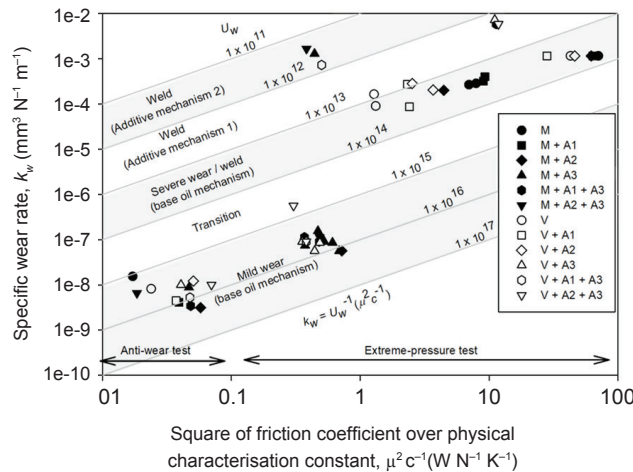 Specific wear rate, k_w (mm³ N⁻¹ m⁻¹)
1e-2
1e-3
1e-4
1e-5
1e-6
1e-7
1e-8
1e-9
1e-10
U_w
1 x 10¹¹
1 x 10¹²
1 x 10¹³
1 x 10¹⁴
1 x 10¹⁵
1 x 10¹⁶
1 x 10¹⁷
Weld
(Additive mechanism 2)
Weld
(Additive mechanism 1)
Severe wear / weld
(base oil mechanism)
Transition
Mild wear
(base oil mechanism)
k_w = U_w⁻¹ (μ²c⁻¹)
Anti-wear test
Extreme-pressure test
M
M + A1
M + A2
M + A3
M + A1 + A3
M + A2 + A3
V
V + A1
V + A2
V + A3
V + A1 + A3
V + A2 + A3
01
0.1
1
10
100
Square of friction coefficient over physical
characterisation constant, μ² c⁻¹(W N⁻¹ K⁻¹)